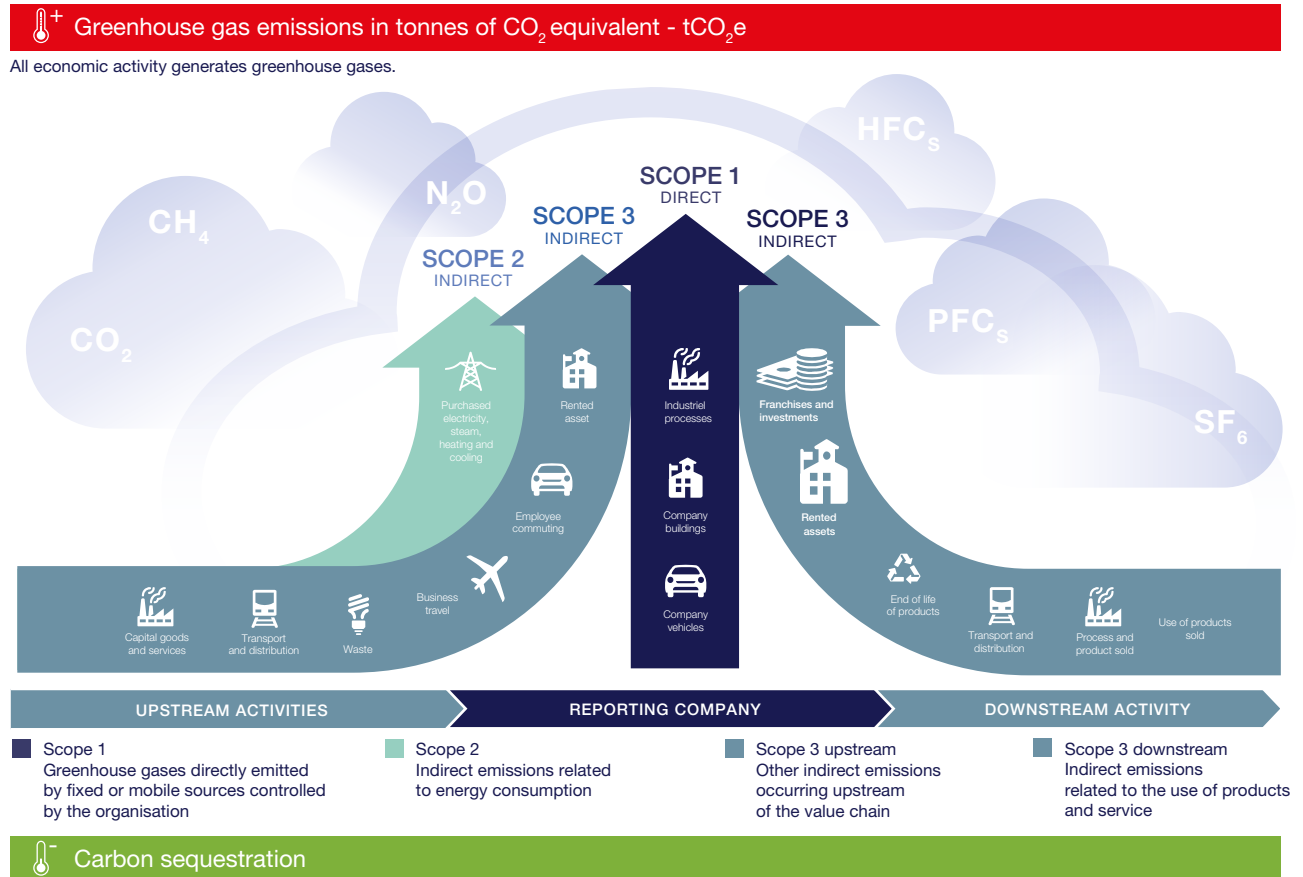 Greenhouse gas emissions in tonnes of CO₂ equivalent - tCO₂e
All economic activity generates greenhouse gases.
HFCS
N₂O
CH₄
CO₂
PFCS
SF₆
SCOPE 1
DIRECT
SCOPE 3
INDIRECT
SCOPE 3
INDIRECT
SCOPE 2
INDIRECT
Purchased
electricity,
steam,
heating and
cooling
Rented
asset
Employee
commuting
Business
travel
Capital goods
and services
Transport
and distribution
Waste
Industriel
processes
Company
buildings
Company
vehicles
Franchises and
investments
Rented
assets
End of life
of products
Transport and
distribution
Process and
product sold
Use of products
sold
UPSTREAM ACTIVITIES
REPORTING COMPANY
DOWNSTREAM ACTIVITY
Scope 1
Greenhouse gases directly emitted
by fixed or mobile sources controlled
by the organisation
Scope 2
Indirect emissions related
to energy consumption
Scope 3 upstream
Other indirect emissions
occurring upstream
of the value chain
Scope 3 downstream
Indirect emissions
related to the use of products
and service
Carbon sequestration